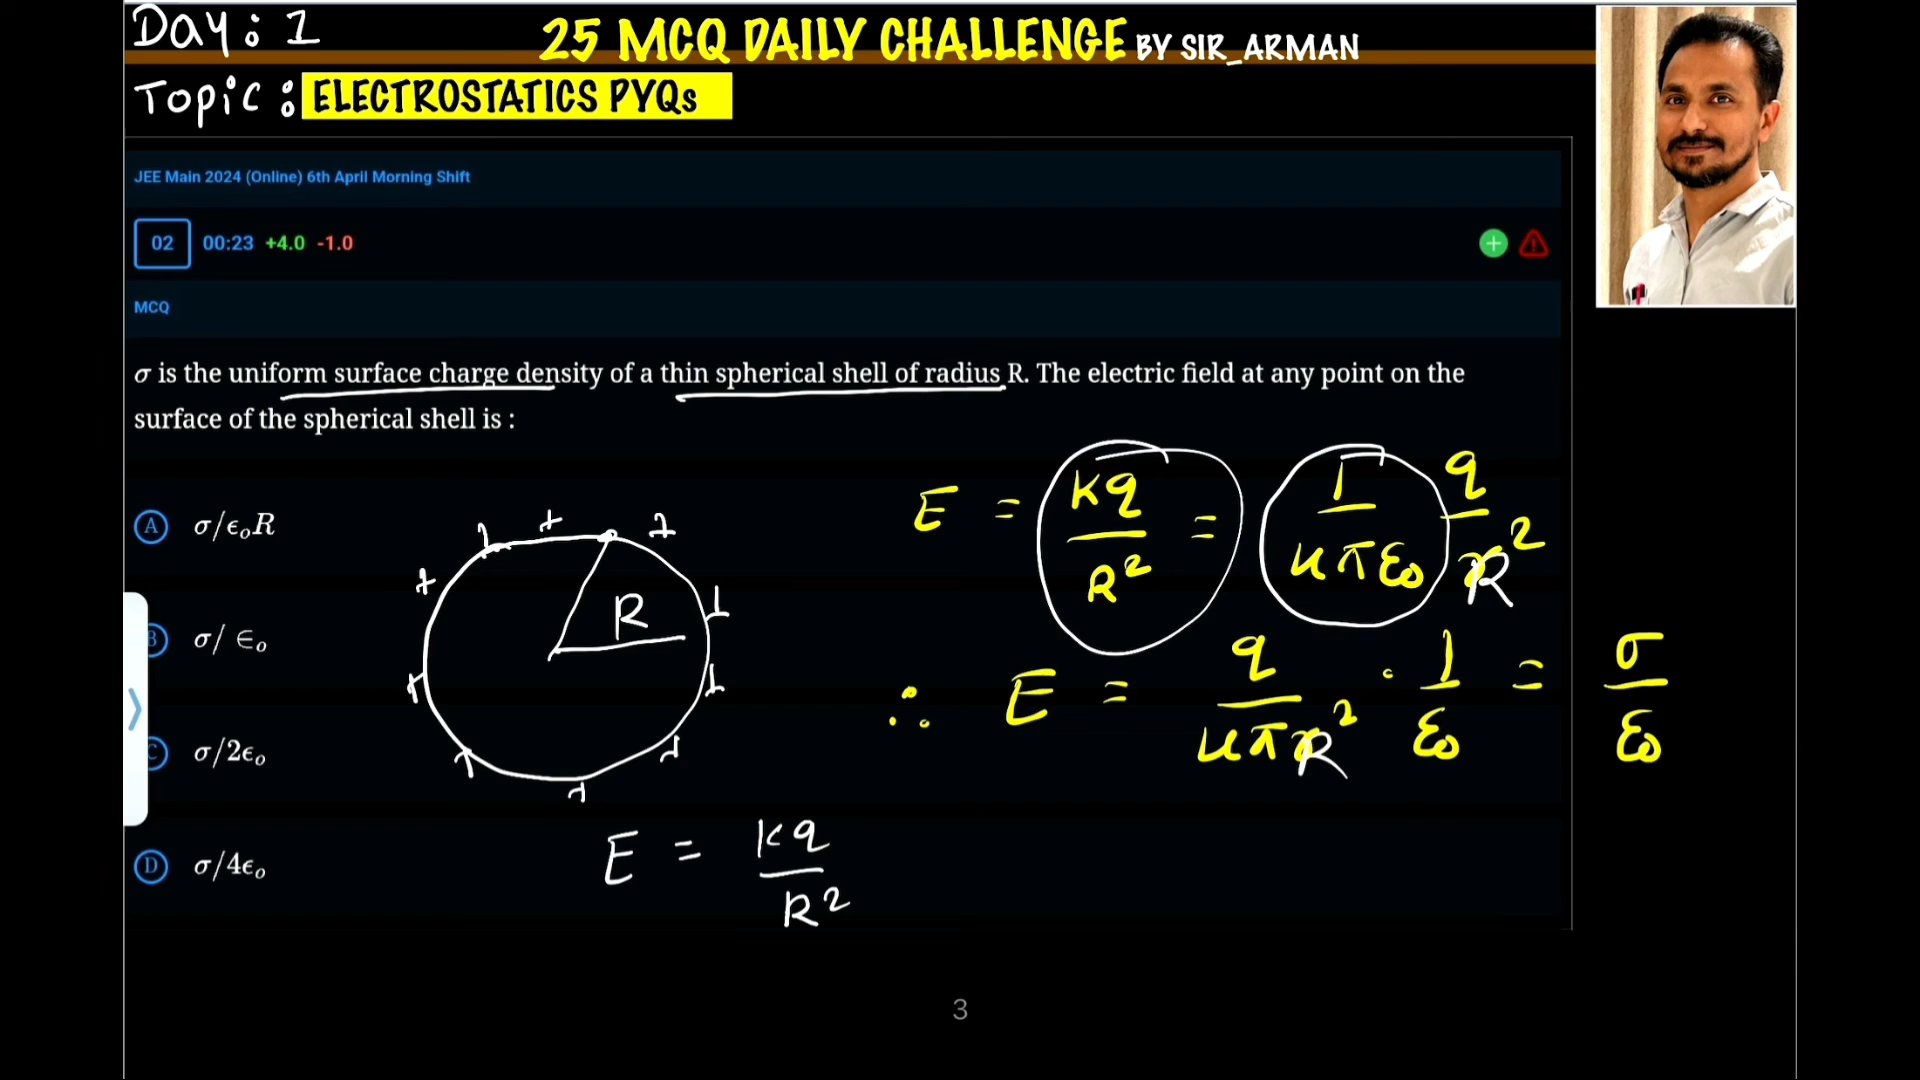 Day: 1
25 MCQ DAILY CHALLENGE BY SIR_ARMAN
Topic: ELECTROSTATICS PYQs
JEE Main 2024 (Online) 6th April Morning Shift
02 00:23 +4.0 -1.0
MCQ
σ is the uniform surface charge density of a thin spherical shell of radius R. The electric field at any point on the
surface of the spherical shell is :
A σ/ϵ₀R
B σ/ ∈₀
C σ/2ϵ₀
D σ/4ϵ₀
R
E = kq/R²
E = kq/R² = 1/4πε₀ q/R²
∴ E = q/4πR² · 1/ε₀ = σ/ε₀
3